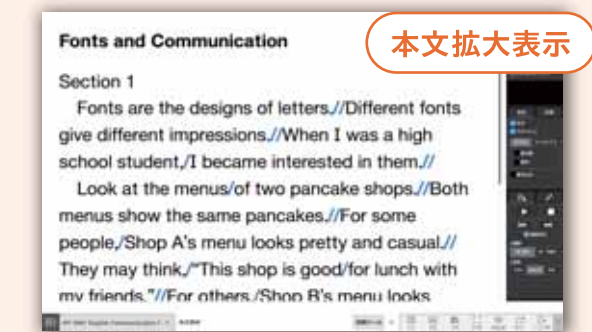 本文拡大表示
Fonts and Communication
Section 1
Fonts are the designs of letters.//Different fonts
give different impressions.//When I was a high
school student,/I became interested in them.//
Look at the menus/of two pancake shops.//Both
menus show the same pancakes.//For some
people,/Shop A's menu looks pretty and casual.//
They may think,/"This shop is good/for lunch with
my friends."//For others,/Shop B's menu looks